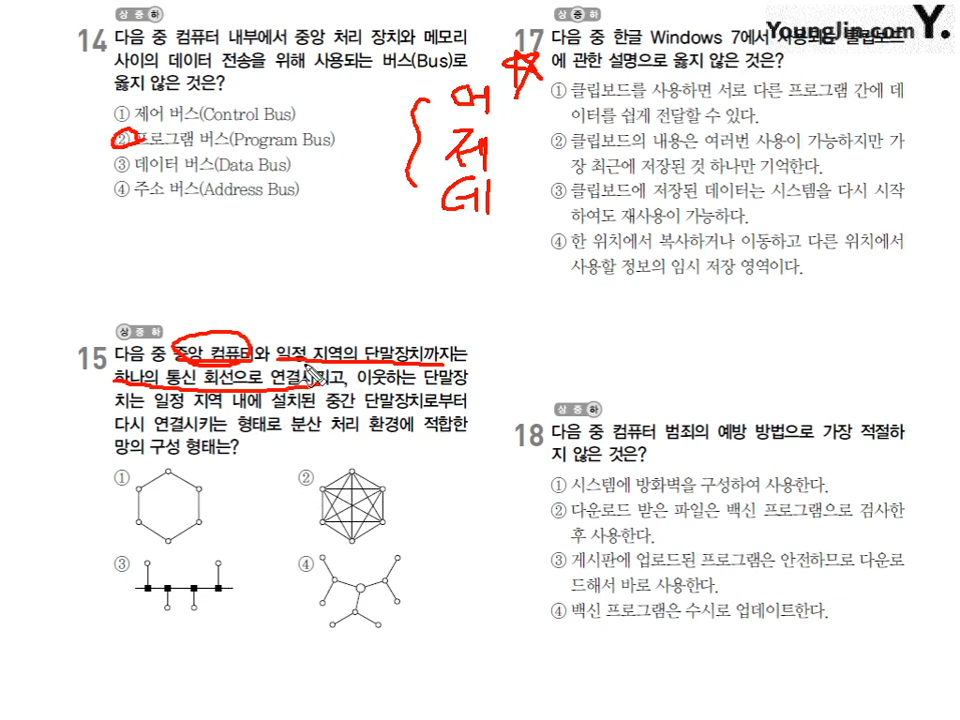 상 중 하
14 다음 중 컴퓨터 내부에서 중앙 처리 장치와 메모리
사이의 데이터 전송을 위해 사용되는 버스(Bus)로
옳지 않은 것은?
① 제어 버스(Control Bus)
② 프로그램 버스(Program Bus)
③ 데이터 버스(Data Bus)
④ 주소 버스(Address Bus)
제
데
상 중 하
15 다음 중 중앙 컴퓨터와 일정 지역의 단말장치까지는
하나의 통신 회선으로 연결시키고, 이웃하는 단말장
치는 일정 지역 내에 설치된 중간 단말장치로부터
다시 연결시키는 형태로 분산 처리 환경에 적합한
망의 구성 형태는?
①
②
③
④
상 중 하
YoungJin.com Y.
17 다음 중 한글 Windows 7에서 사용되는 클립보드
에 관한 설명으로 옳지 않은 것은?
① 클립보드를 사용하면 서로 다른 프로그램 간에 데
이터를 쉽게 전달할 수 있다.
② 클립보드의 내용은 여러번 사용이 가능하지만 가
장 최근에 저장된 것 하나만 기억한다.
③ 클립보드에 저장된 데이터는 시스템을 다시 시작
하여도 재사용이 가능하다.
④ 한 위치에서 복사하거나 이동하고 다른 위치에서
사용할 정보의 임시 저장 영역이다.
상 중 하
18 다음 중 컴퓨터 범죄의 예방 방법으로 가장 적절하
지 않은 것은?
① 시스템에 방화벽을 구성하여 사용한다.
② 다운로드 받은 파일은 백신 프로그램으로 검사한
후 사용한다.
③ 게시판에 업로드된 프로그램은 안전하므로 다운로
드해서 바로 사용한다.
④ 백신 프로그램은 수시로 업데이트한다.